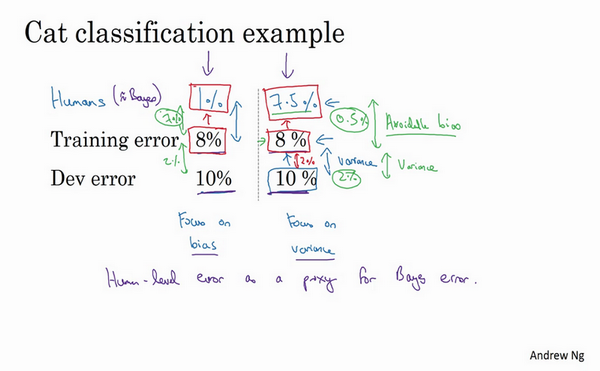 Cat classification example
Humans (≈ Bayes) 1% 7.5%
7% 0.5% Avoidable bias
Training error 8% 8 %
2% 2% Variance Variance
Dev error 10% 10 % 2%
Focus on Focus on
bias variance
Human-level error as a proxy for Bayes error.
Andrew Ng